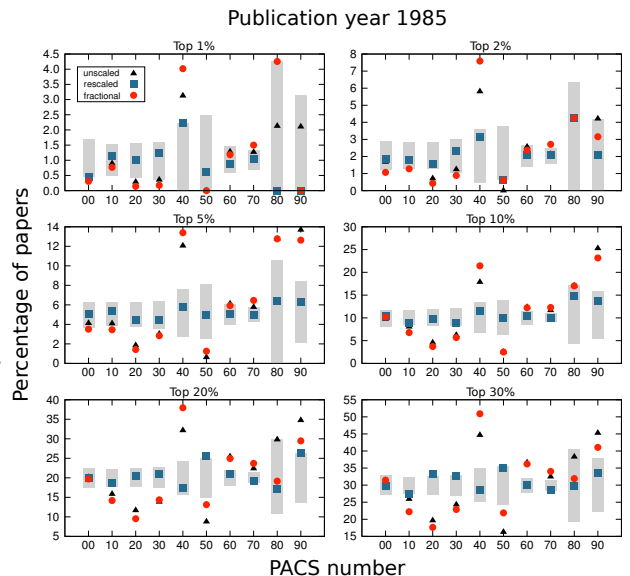 Publication year 1985
Top 1%
4.5
4.0
3.5
3.0
2.5
2.0
1.5
1.0
0.5
0.0
unscaled
rescaled
fractional
00 10 20 30 40 50 60 70 80 90
Top 2%
8
7
6
5
4
3
2
1
0
00 10 20 30 40 50 60 70 80 90
Percentage of papers
Top 5%
14
12
10
8
6
4
2
0
00 10 20 30 40 50 60 70 80 90
Top 10%
30
25
20
15
10
5
0
00 10 20 30 40 50 60 70 80 90
Top 20%
40
35
30
25
20
15
10
5
00 10 20 30 40 50 60 70 80 90
Top 30%
55
50
45
40
35
30
25
20
15
00 10 20 30 40 50 60 70 80 90
PACS number